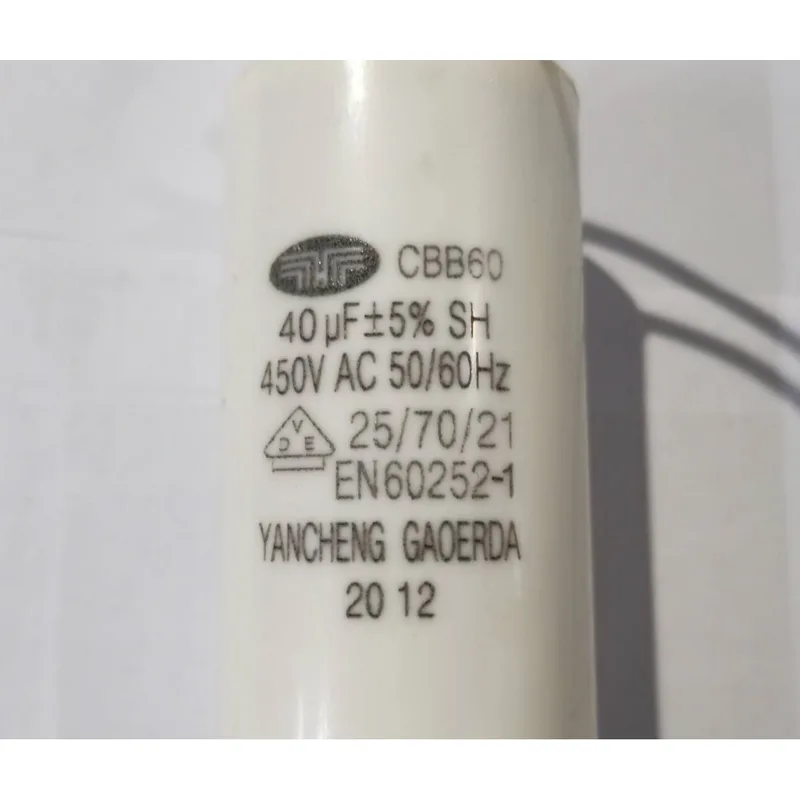 CBB60
40 µF±5% SH
450V AC 50/60Hz
VDE 25/70/21
EN60252-1
YANCHENG GAOERDA
20 12